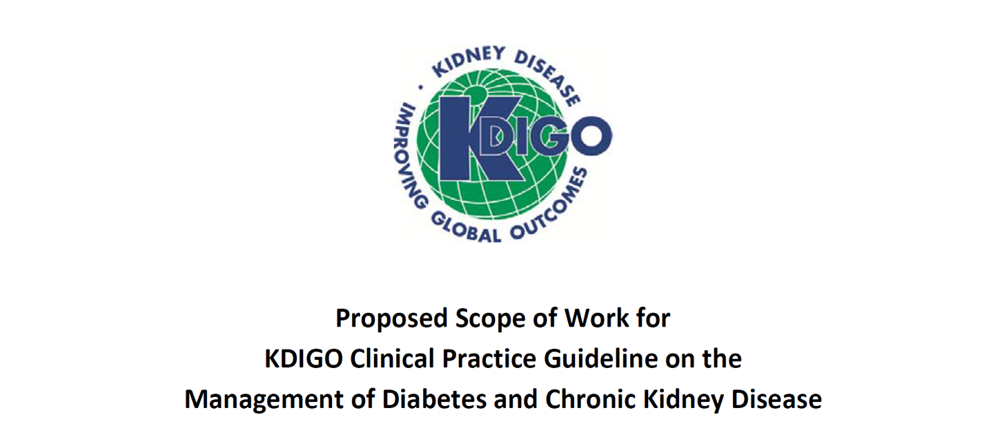 KIDNEY DISEASE
IMPROVING GLOBAL OUTCOMES
KDIGO
Proposed Scope of Work for
KDIGO Clinical Practice Guideline on the
Management of Diabetes and Chronic Kidney Disease